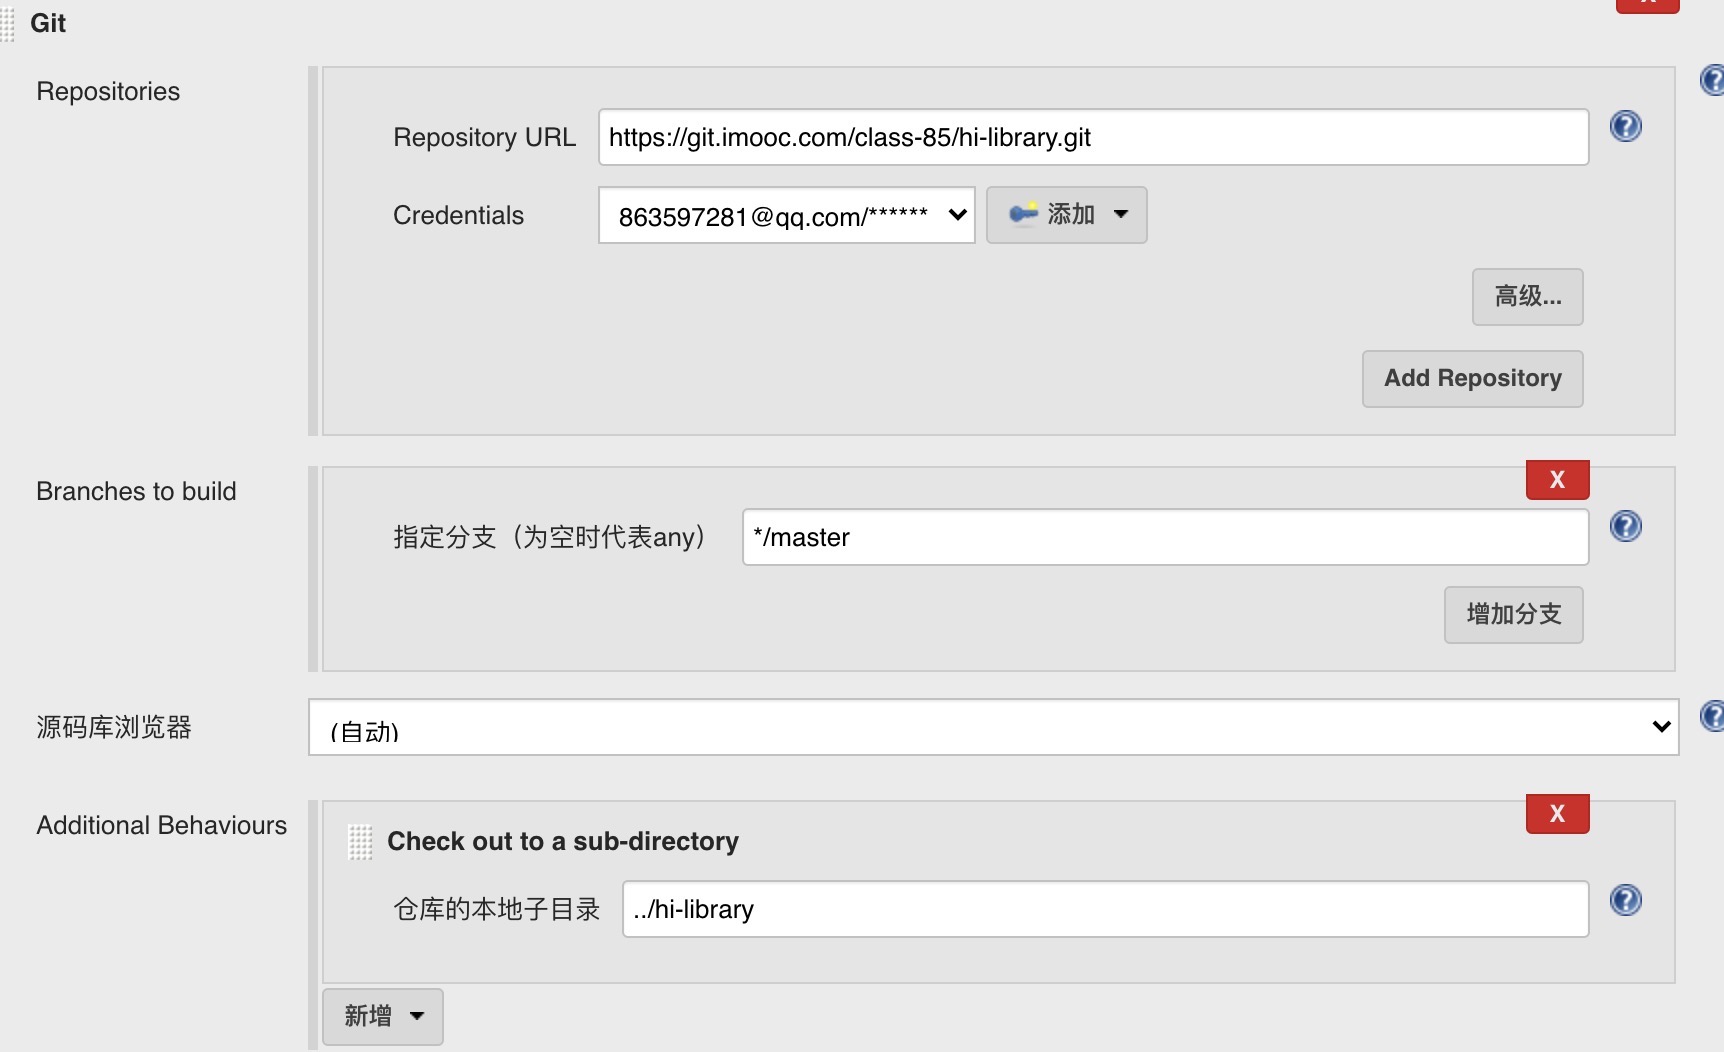 Git
X
Repositories
Repository URL
https://git.imooc.com/class-85/hi-library.git
Credentials
863597281@qq.com/******
添加
高级...
Add Repository
Branches to build
X
指定分支（为空时代表any）
*/master
增加分支
源码库浏览器
(自动)
Additional Behaviours
X
Check out to a sub-directory
仓库的本地子目录
../hi-library
新增